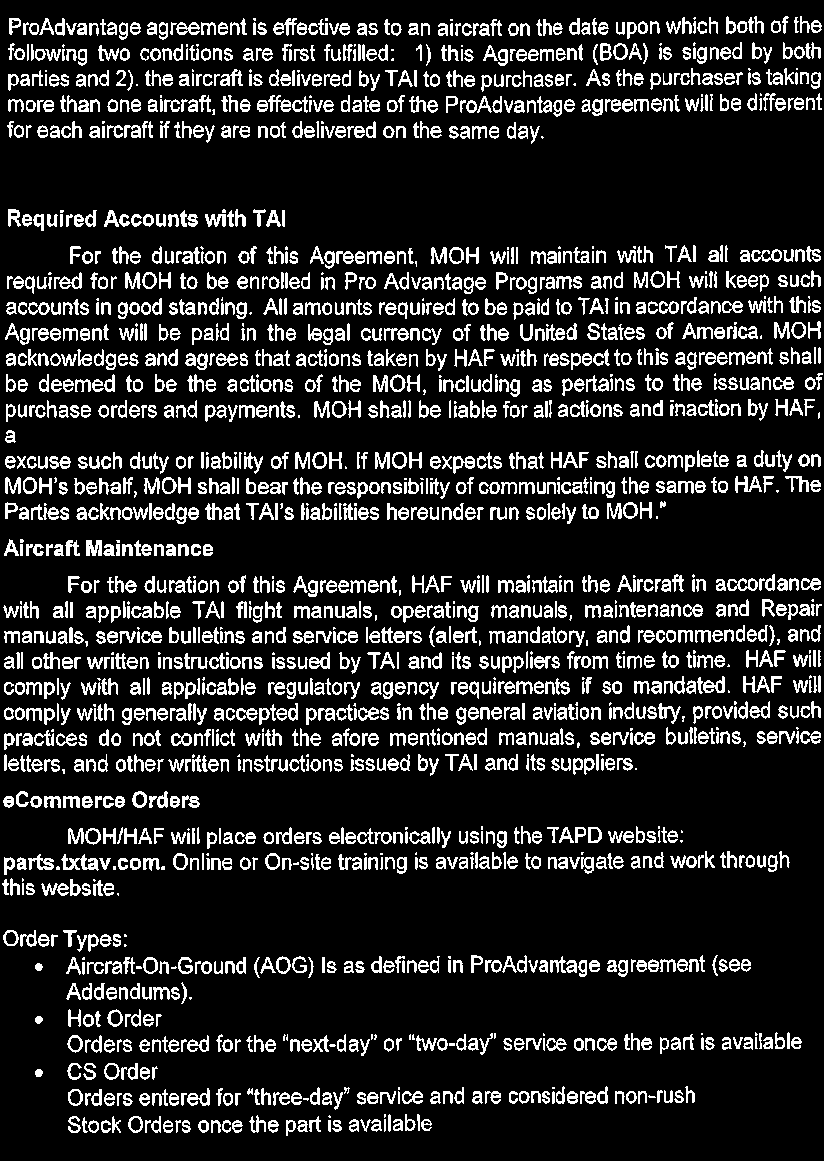 ProAdvantage agreement is effective as to an aircraft on the date upon which both of the
following two conditions are first fulfilled: 1) this Agreement (BOA) is signed by both
parties and 2). the aircraft is delivered by TAI to the purchaser. As the purchaser is taking
more than one aircraft, the effective date of the ProAdvantage agreement will be different
for each aircraft if they are not delivered on the same day.
Required Accounts with TAI
For the duration of this Agreement, MOH will maintain with TAI all accounts
required for MOH to be enrolled in Pro Advantage Programs and MOH will keep such
accounts in good standing. All amounts required to be paid to TAI in accordance with this
Agreement will be paid in the legal currency of the United States of America. MOH
acknowledges and agrees that actions taken by HAF with respect to this agreement shall
be deemed to be the actions of the MOH, including as pertains to the issuance of
purchase orders and payments. MOH shall be liable for all actions and inaction by HAF,
a
excuse such duty or liability of MOH. If MOH expects that HAF shall complete a duty on
MOH's behalf, MOH shall bear the responsibility of communicating the same to HAF. The
Parties acknowledge that TAI's liabilities hereunder run solely to MOH."
Aircraft Maintenance
For the duration of this Agreement, HAF will maintain the Aircraft in accordance
with all applicable TAI flight manuals, operating manuals, maintenance and Repair
manuals, service bulletins and service letters (alert, mandatory, and recommended), and
all other written instructions issued by TAI and its suppliers from time to time. HAF will
comply with all applicable regulatory agency requirements if so mandated. HAF will
comply with generally accepted practices in the general aviation industry, provided such
practices do not conflict with the afore mentioned manuals, service bulletins, service
letters, and other written instructions issued by TAI and its suppliers.
eCommerce Orders
MOH/HAF will place orders electronically using the TAPD website:
parts.txtav.com. Online or On-site training is available to navigate and work through
this website.
Order Types:
• Aircraft-On-Ground (AOG) Is as defined in ProAdvantage agreement (see
Addendums).
• Hot Order
Orders entered for the "next-day" or "two-day" service once the part is available
• CS Order
Orders entered for "three-day" service and are considered non-rush
Stock Orders once the part is available